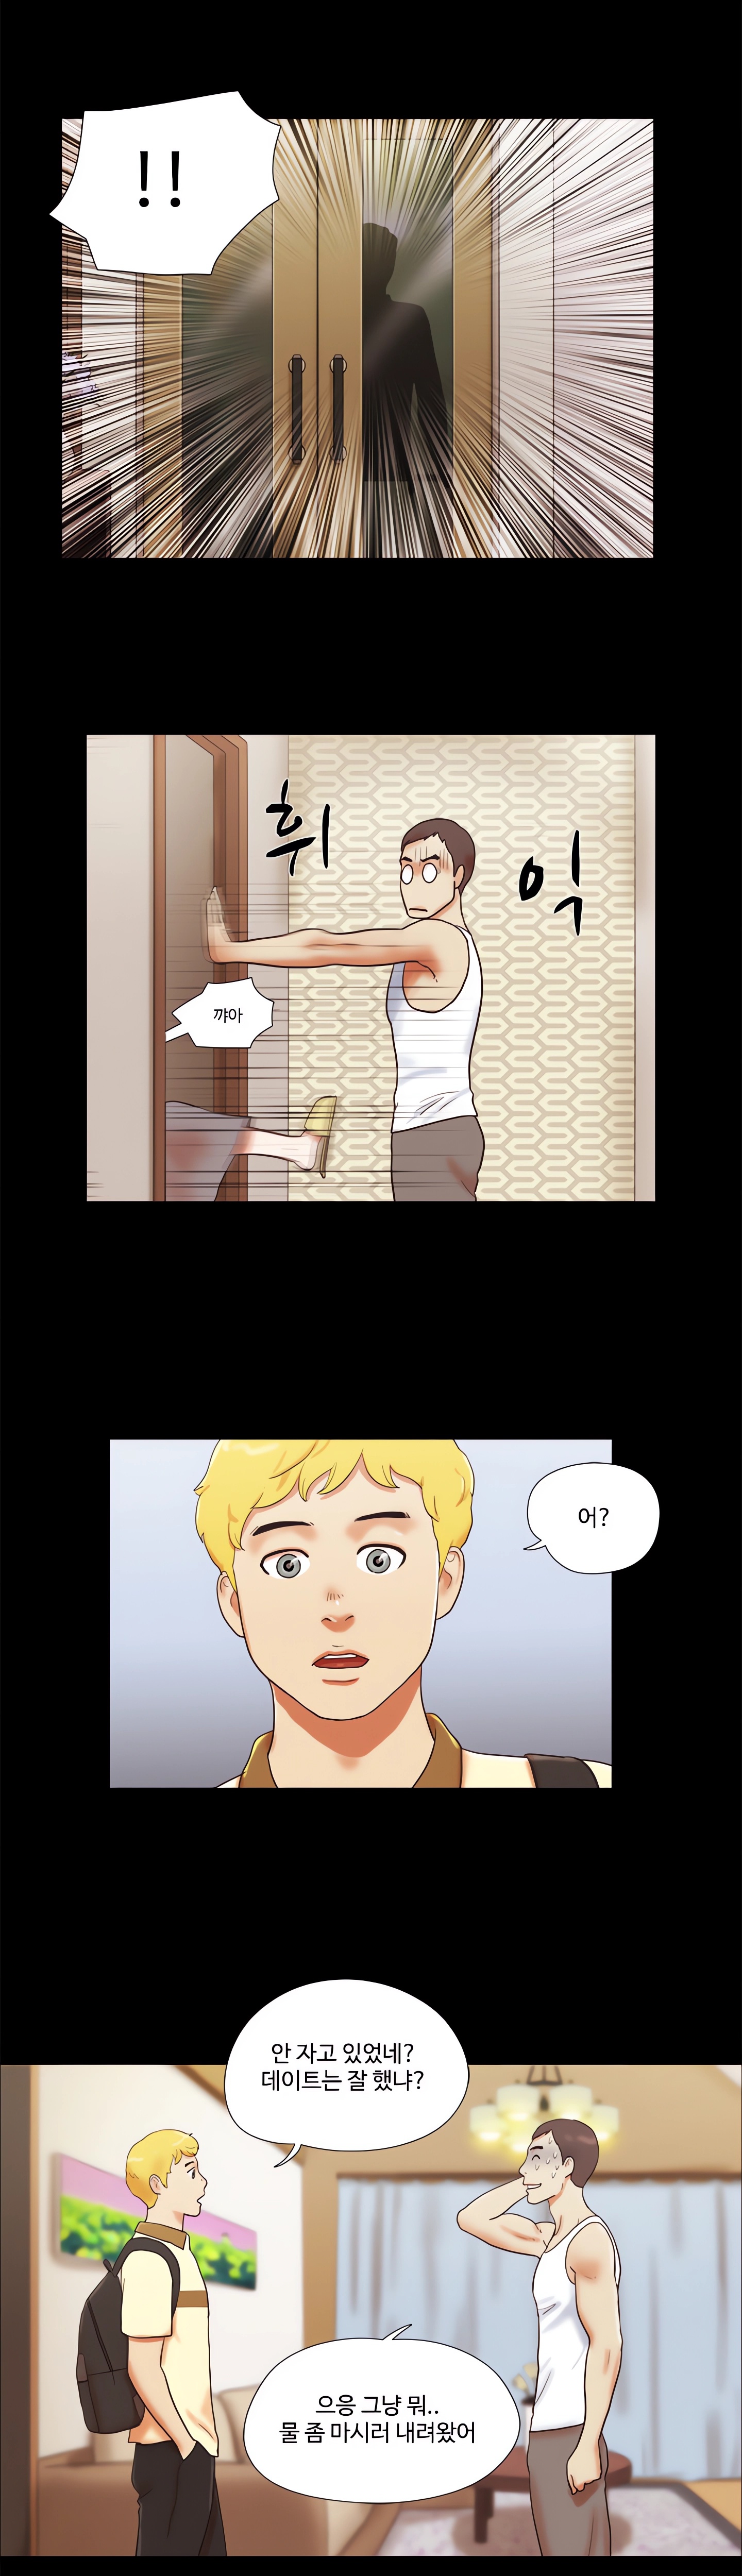 !!
휘
익
꺄아
어?
안 자고 있었네?
데이트는 잘 했냐?
으응 그냥 뭐..
물 좀 마시러 내려왔어